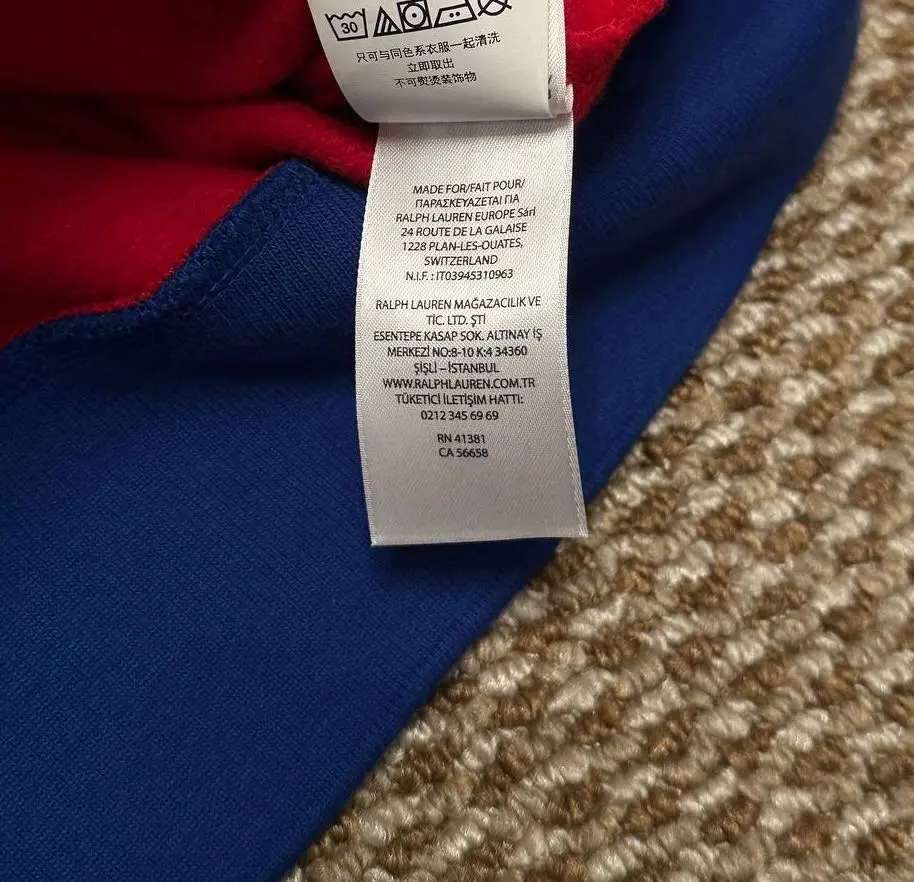 30
只可与同色系衣服一起清洗
立即取出
不可熨烫装饰物
MADE FOR/FAIT POUR/
ΠΑΡΑΣΚΕΥΑΖΕΤΑΙ ΓΙΑ
RALPH LAUREN EUROPE Sárl
24 ROUTE DE LA GALAISE
1228 PLAN-LES-OUATES,
SWITZERLAND
N.I.F. : IT03945310963
RALPH LAUREN MAĞAZACILIK VE
TİC. LTD. ŞTİ
ESENTEPE KASAP SOK. ALTINAY İŞ
MERKEZİ NO:8-10 K:4 34360
ŞİŞLİ – İSTANBUL
WWW.RALPHLAUREN.COM.TR
TÜKETİCİ İLETİŞİM HATTI:
0212 345 69 69
RN 41381
CA 56658